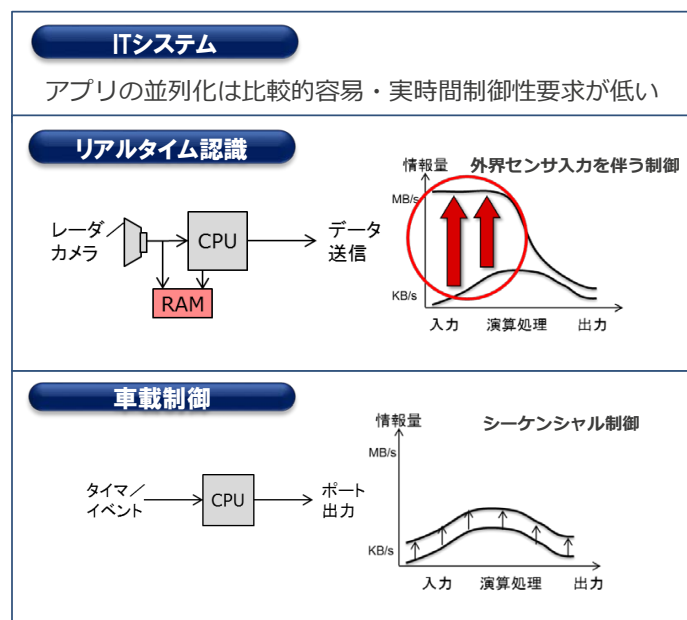 ITシステム
アプリの並列化は比較的容易・実時間制御性要求が低い
リアルタイム認識
情報量
外界センサ入力を伴う制御
MB/s
レーダ/
カメラ
CPU
データ
送信
RAM
KB/s
入力
演算処理
出力
車載制御
情報量
シーケンシャル制御
MB/s
タイマ/
イベント
CPU
ポート
出力
KB/s
入力
演算処理
出力